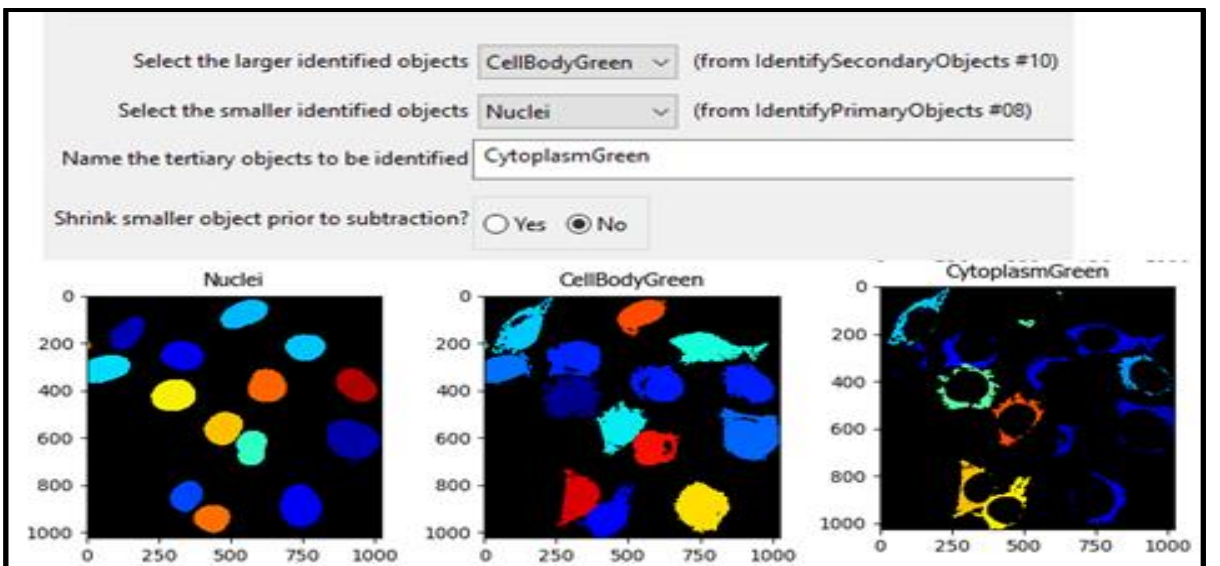 Select the larger identified objects CellBodyGreen (from IdentifySecondaryObjects #10)
Select the smaller identified objects Nuclei (from IdentifyPrimaryObjects #08)
Name the tertiary objects to be identified CytoplasmGreen
Shrink smaller object prior to subtraction? Yes No
Nuclei CellBodyGreen CytoplasmGreen
0 0 0
200 200 200
400 400 400
600 600 600
800 800 800
1000 1000 1000
0 250 500 750 1000 0 250 500 750 1000 0 250 500 750 1000